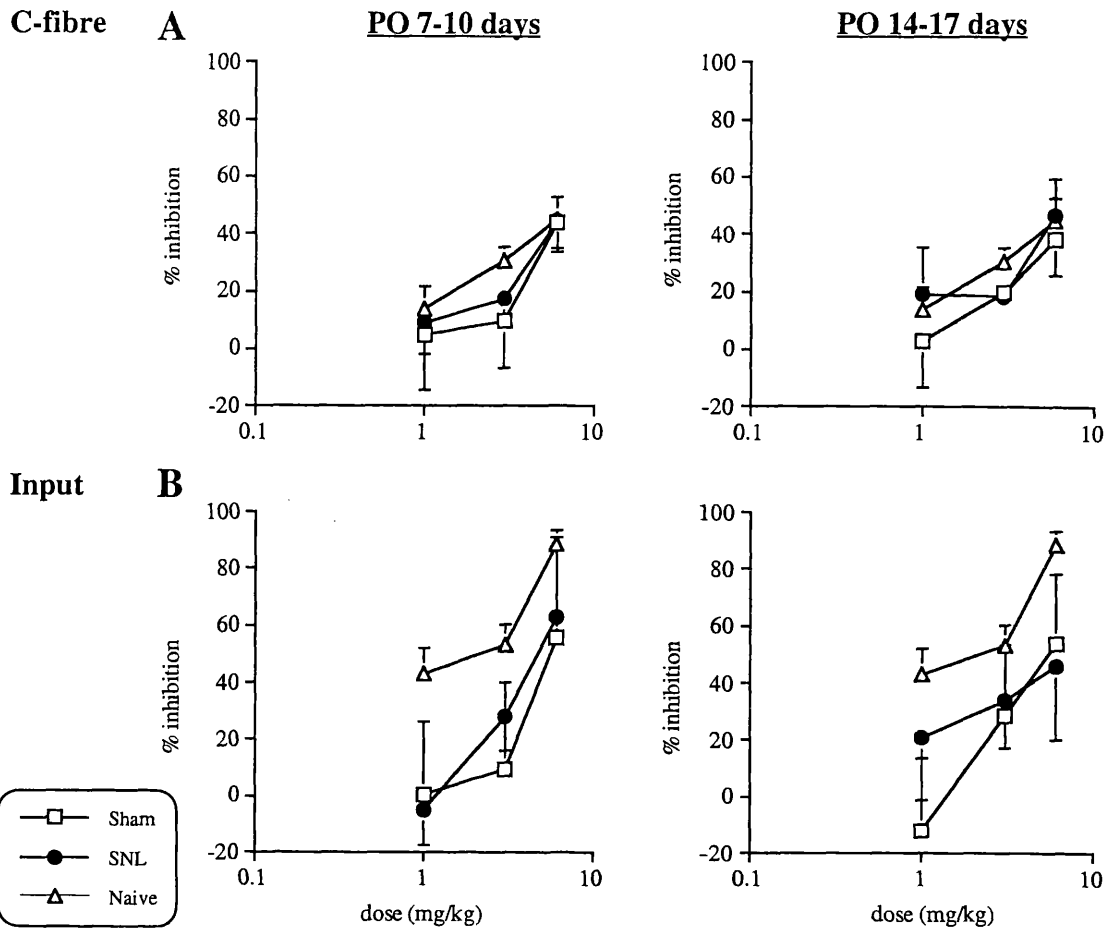 C-fibre A PO 7-10 days PO 14-17 days
100 100
80 80
60 60
40 40
20 20
0 0
-20 -20
% inhibition % inhibition
0.1 1 10 0.1 1 10
Input B
100 100
80 80
60 60
40 40
20 20
0 0
-20 -20
% inhibition % inhibition
0.1 1 10 0.1 1 10
dose (mg/kg) dose (mg/kg)
Sham
SNL
Naive